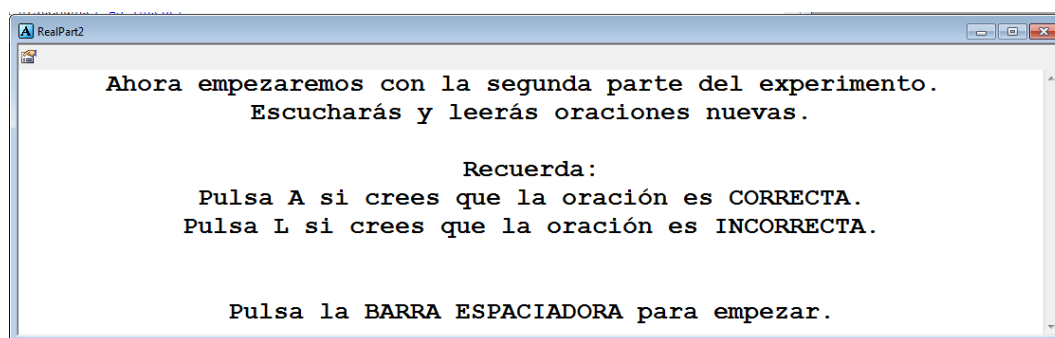 RealPart2
Ahora empezaremos con la segunda parte del experimento.
Escucharás y leerás oraciones nuevas.
Recuerda:
Pulsa A si crees que la oración es CORRECTA.
Pulsa L si crees que la oración es INCORRECTA.
Pulsa la BARRA ESPACIADORA para empezar.